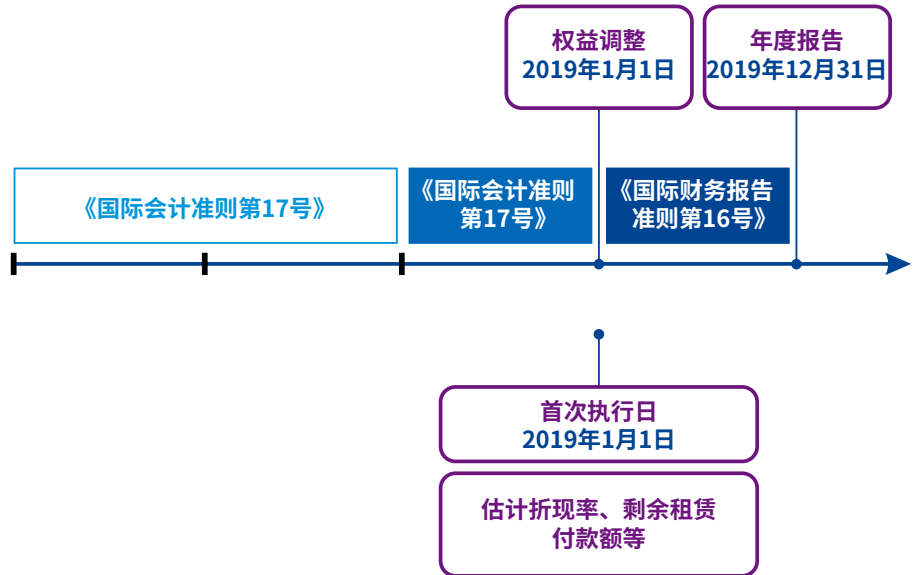 权益调整
2019年1月1日
年度报告
2019年12月31日
《国际会计准则第17号》
《国际会计准则
第17号》
《国际财务报告
准则第16号》
首次执行日
2019年1月1日
估计折现率、剩余租赁
付款额等